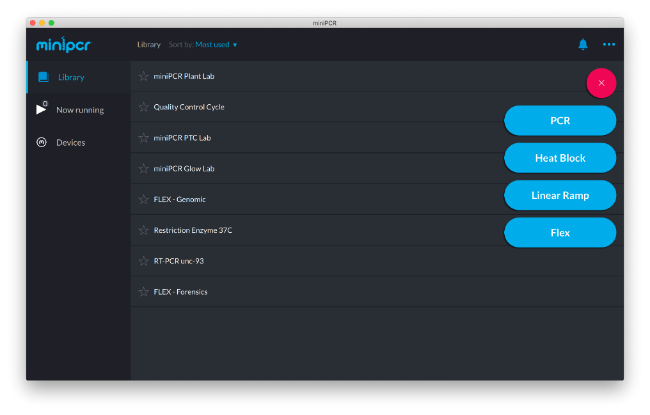 miniPCR
minipcr
Library Sort by: Most used ▾
Library
0
Now running
Devices
miniPCR Plant Lab
Quality Control Cycle
miniPCR PTC Lab
miniPCR Glow Lab
FLEX - Genomic
Restriction Enzyme 37C
RT-PCR unc-93
FLEX - Forensics
PCR
Heat Block
Linear Ramp
Flex